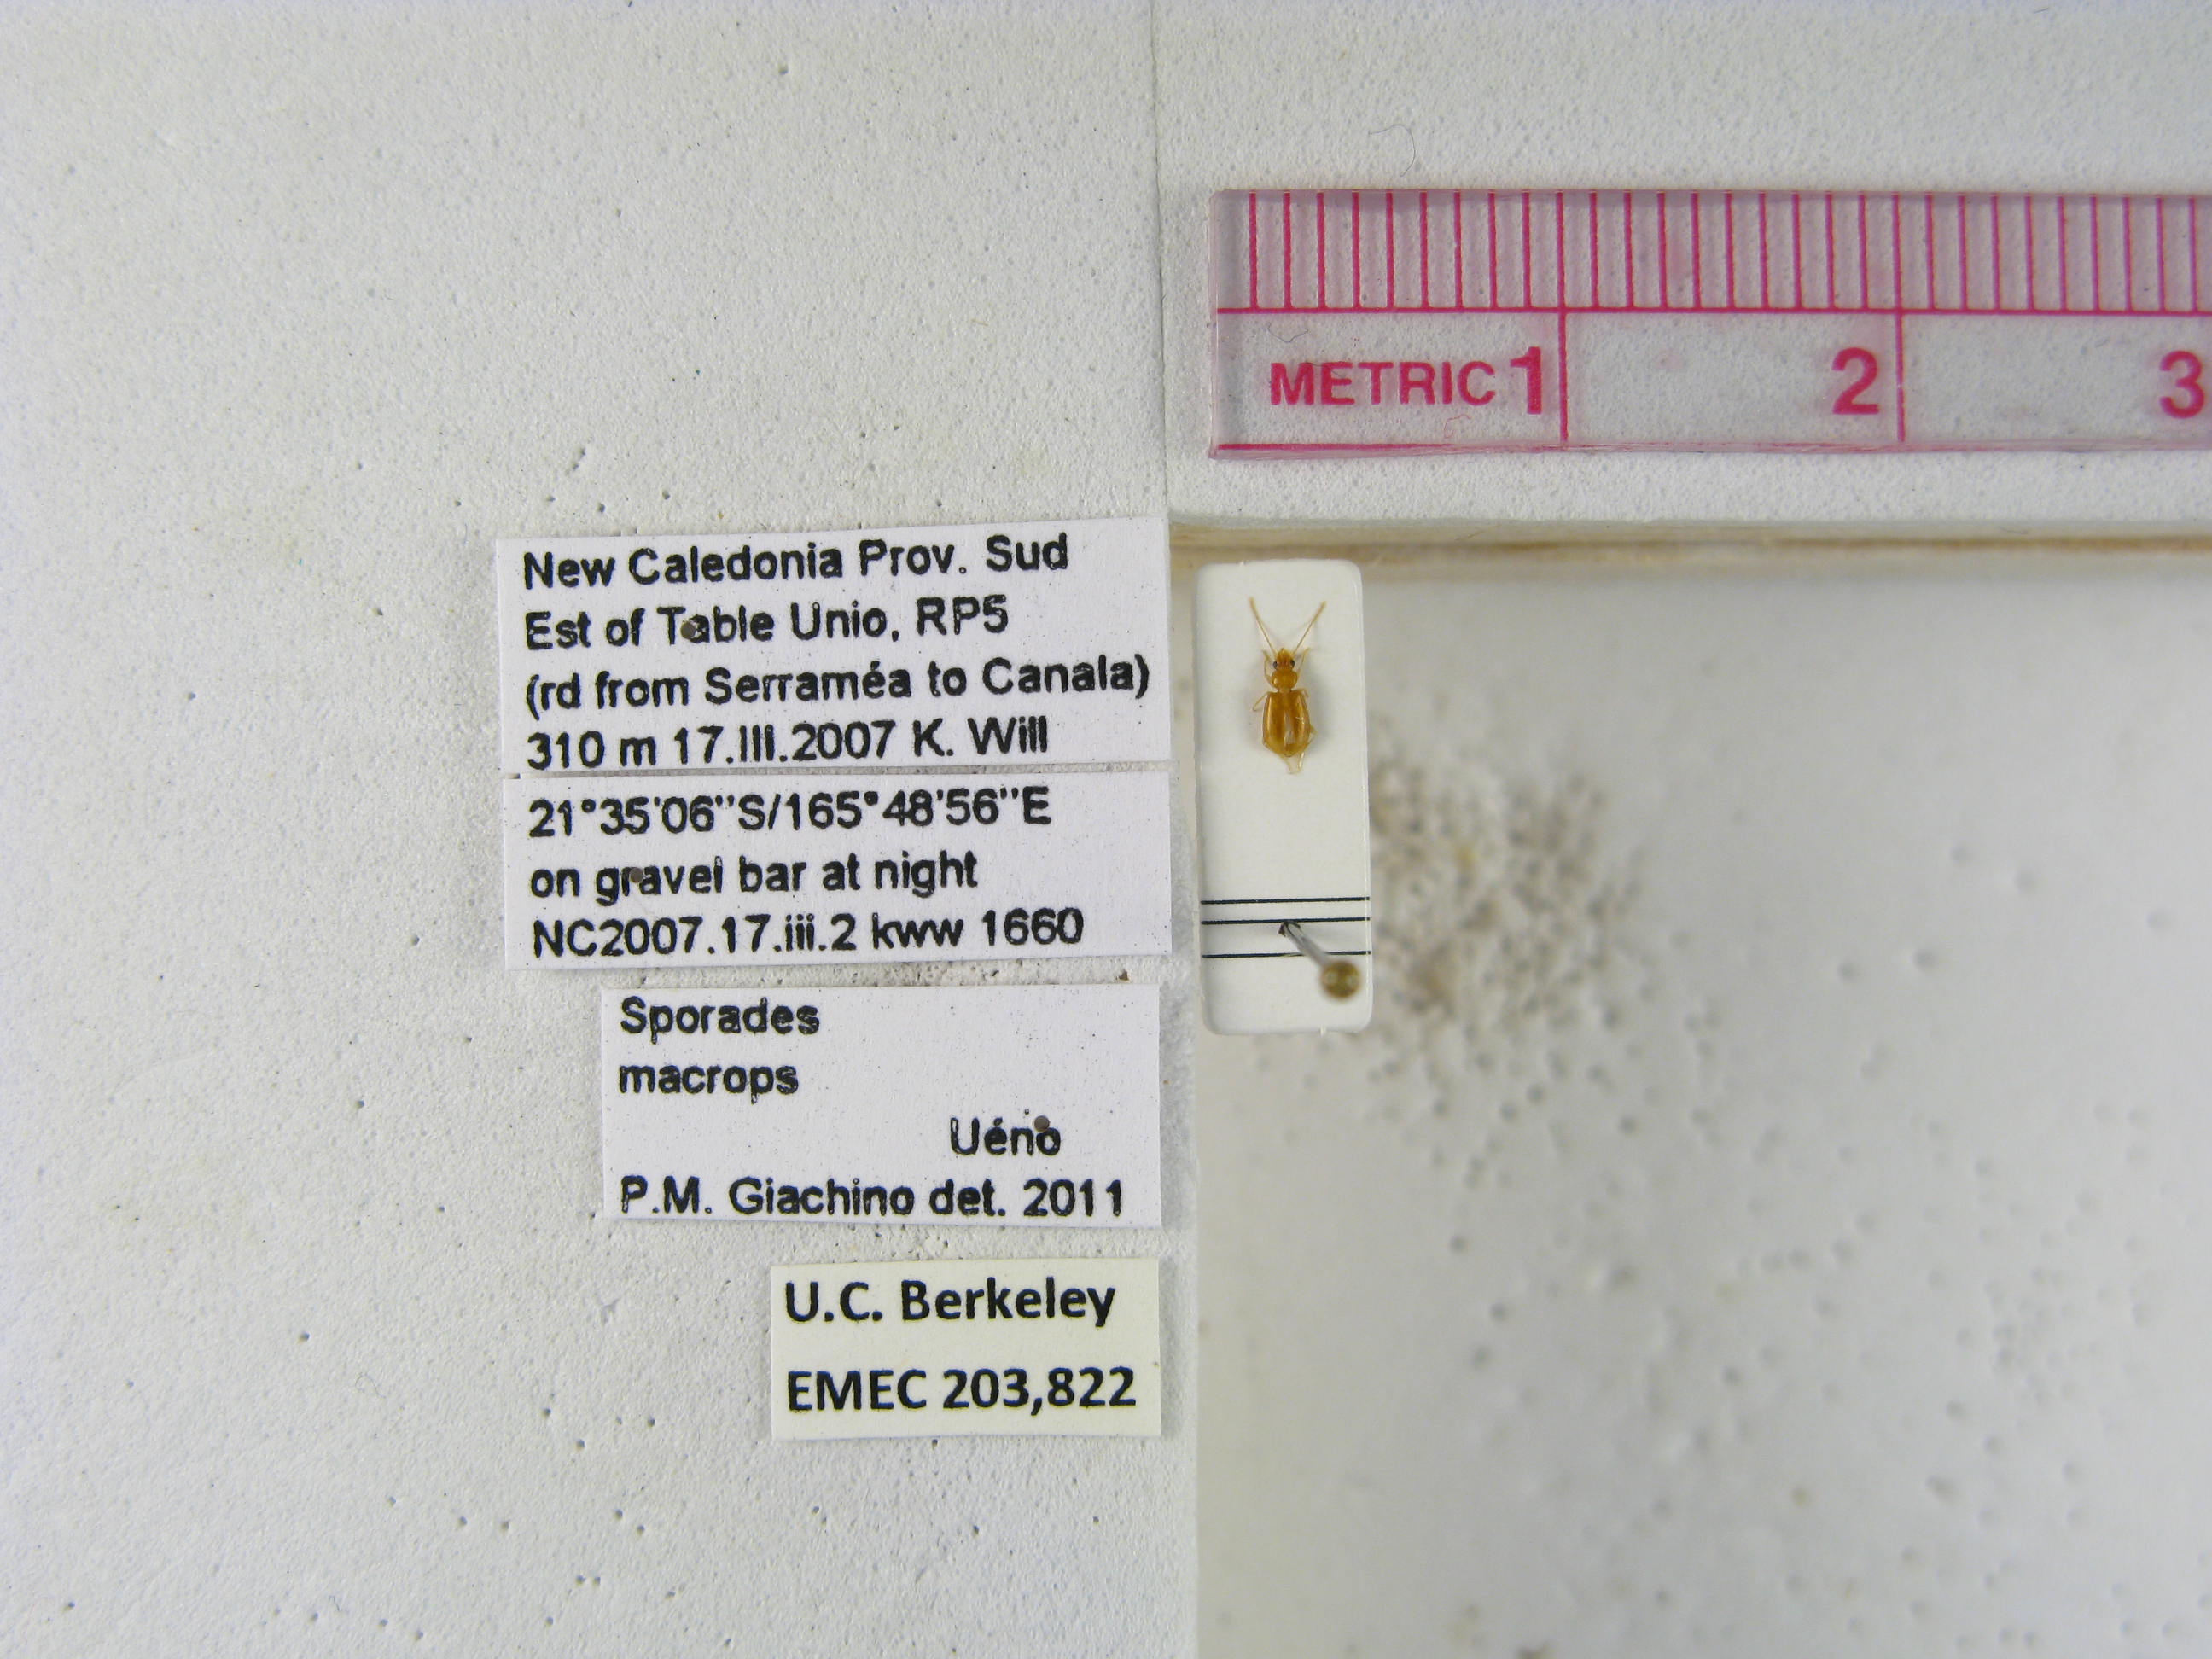 METRIC 1 2 3
New Caledonia Prov. Sud
Est of Table Unio, RP5
(rd from Serraméa to Canala)
310 m 17.III.2007 K. Will
21°35'06''S/165°48'56''E
on gravel bar at night
NC2007.17.iii.2 kww 1660
Sporades
macrops
Uéno
P.M. Giachino det. 2011
U.C. Berkeley
EMEC 203,822